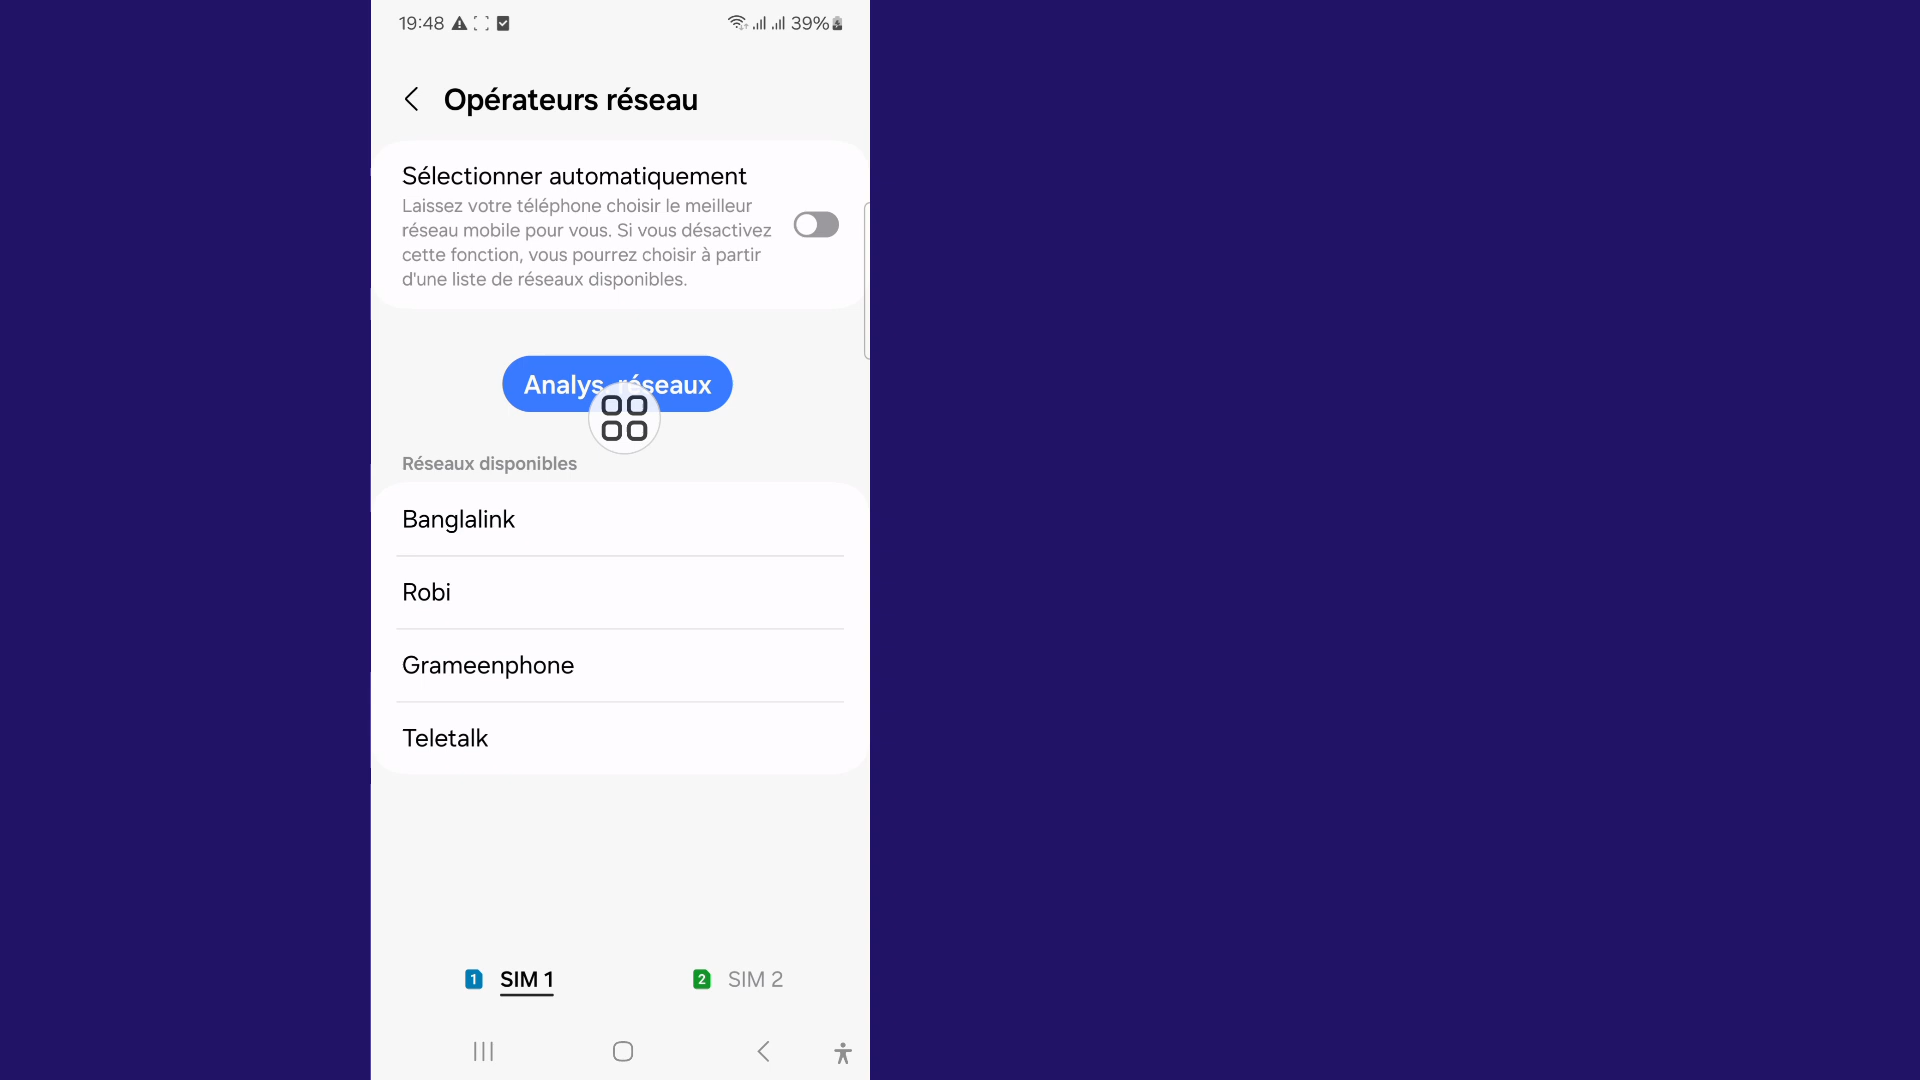 19:48
39%
Opérateurs réseau
Sélectionner automatiquement
Laissez votre téléphone choisir le meilleur
réseau mobile pour vous. Si vous désactivez
cette fonction, vous pourrez choisir à partir
d'une liste de réseaux disponibles.
Analys. réseaux
Réseaux disponibles
Banglalink
Robi
Grameenphone
Teletalk
1 SIM 1
2 SIM 2